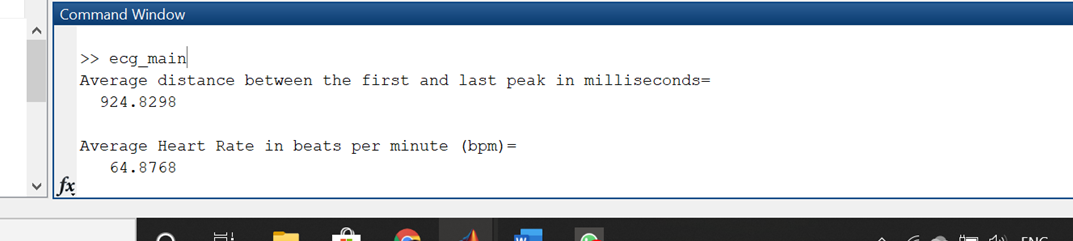 Command Window
>> ecg_main
Average distance between the first and last peak in milliseconds=
924.8298
Average Heart Rate in beats per minute (bpm)=
64.8768
fx
W
ENG